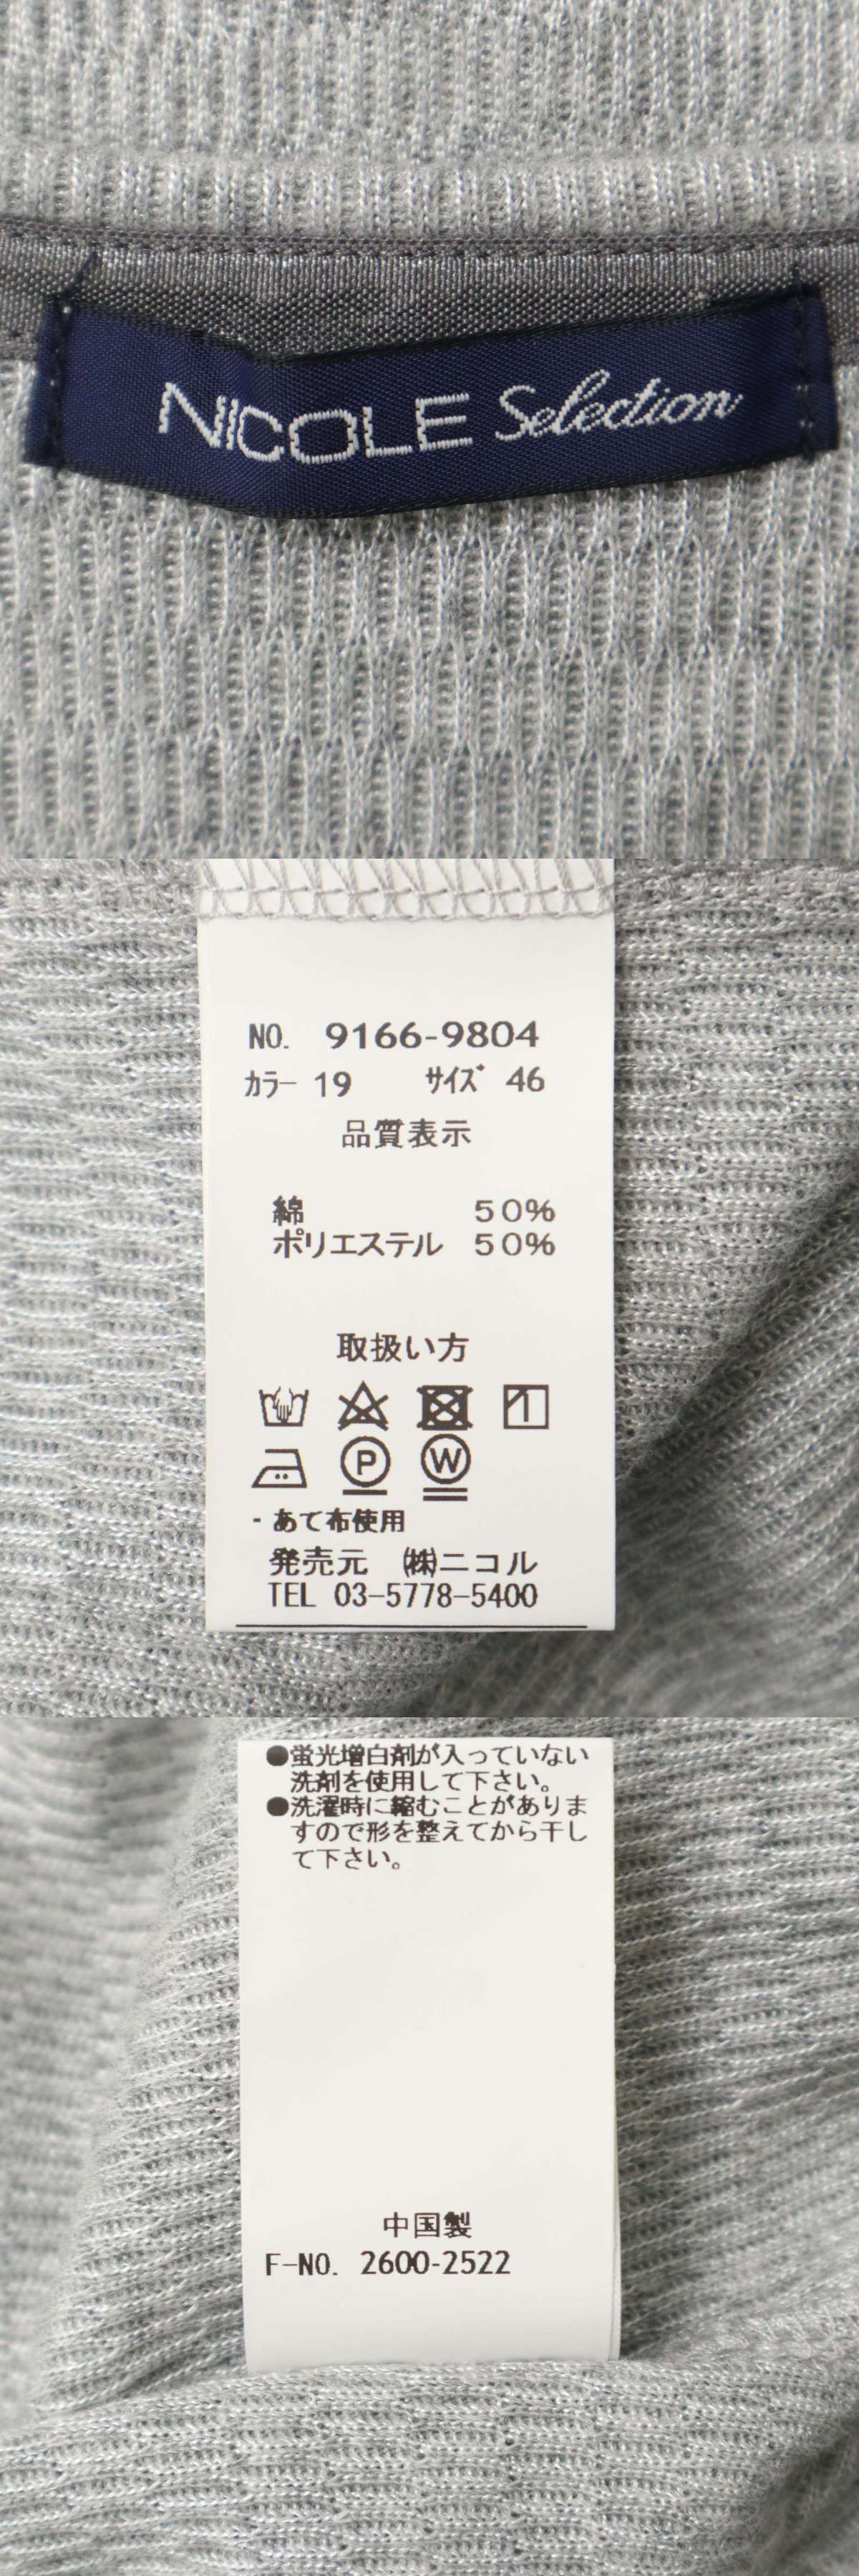 NICOLE Selection
NO. 9166-9804
ｶﾗｰ 19 ｻｲｽﾞ 46
品質表示
綿 50%
ポリエステル 50%
取扱い方
P W
・あて布使用
発売元 ㈱ニコル
TEL 03-5778-5400
●蛍光増白剤が入っていない
洗剤を使用して下さい。
●洗濯時に縮むことがありま
すので形を整えてから干し
て下さい。
中国製
F-NO. 2600-2522